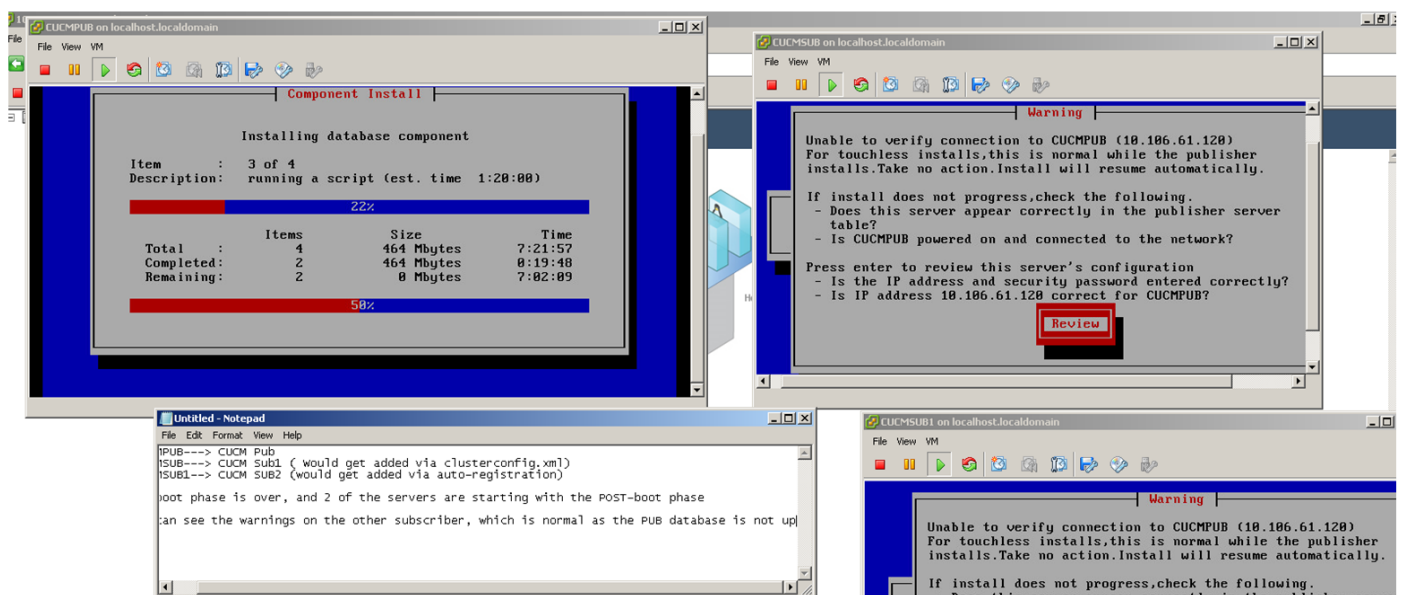 CUCMPUB on localhost.localdomain
File View VM
Component Install
Installing database component
Item : 3 of 4
Description: running a script (est. time 1:20:00)
22%
Items Size Time
Total : 4 464 Mbytes 7:21:57
Completed: 2 464 Mbytes 0:19:48
Remaining: 2 0 Mbytes 7:02:09
50%
CUCMSUB on localhost.localdomain
File View VM
Warning
Unable to verify connection to CUCMPUB (10.106.61.120)
For touchless installs,this is normal while the publisher
installs.Take no action.Install will resume automatically.
If install does not progress,check the following.
- Does this server appear correctly in the publisher server
table?
- Is CUCMPUB powered on and connected to the network?
Press enter to review this server's configuration
- Is the IP address and security password entered correctly?
- Is IP address 10.106.61.120 correct for CUCMPUB?
Review
Untitled - Notepad
File Edit Format View Help
MPUB---> CUCM Pub
MSUB---> CUCM Sub1 ( would get added via clusterconfig.xml)
MSUB1--> CUCM SUB2 (would get added via auto-registration)
boot phase is over, and 2 of the servers are starting with the POST-boot phase
can see the warnings on the other subscriber, which is normal as the PUB database is not up
CUCMSUB1 on localhost.localdomain
File View VM
Warning
Unable to verify connection to CUCMPUB (10.106.61.120)
For touchless installs,this is normal while the publisher
installs.Take no action.Install will resume automatically.
If install does not progress,check the following.